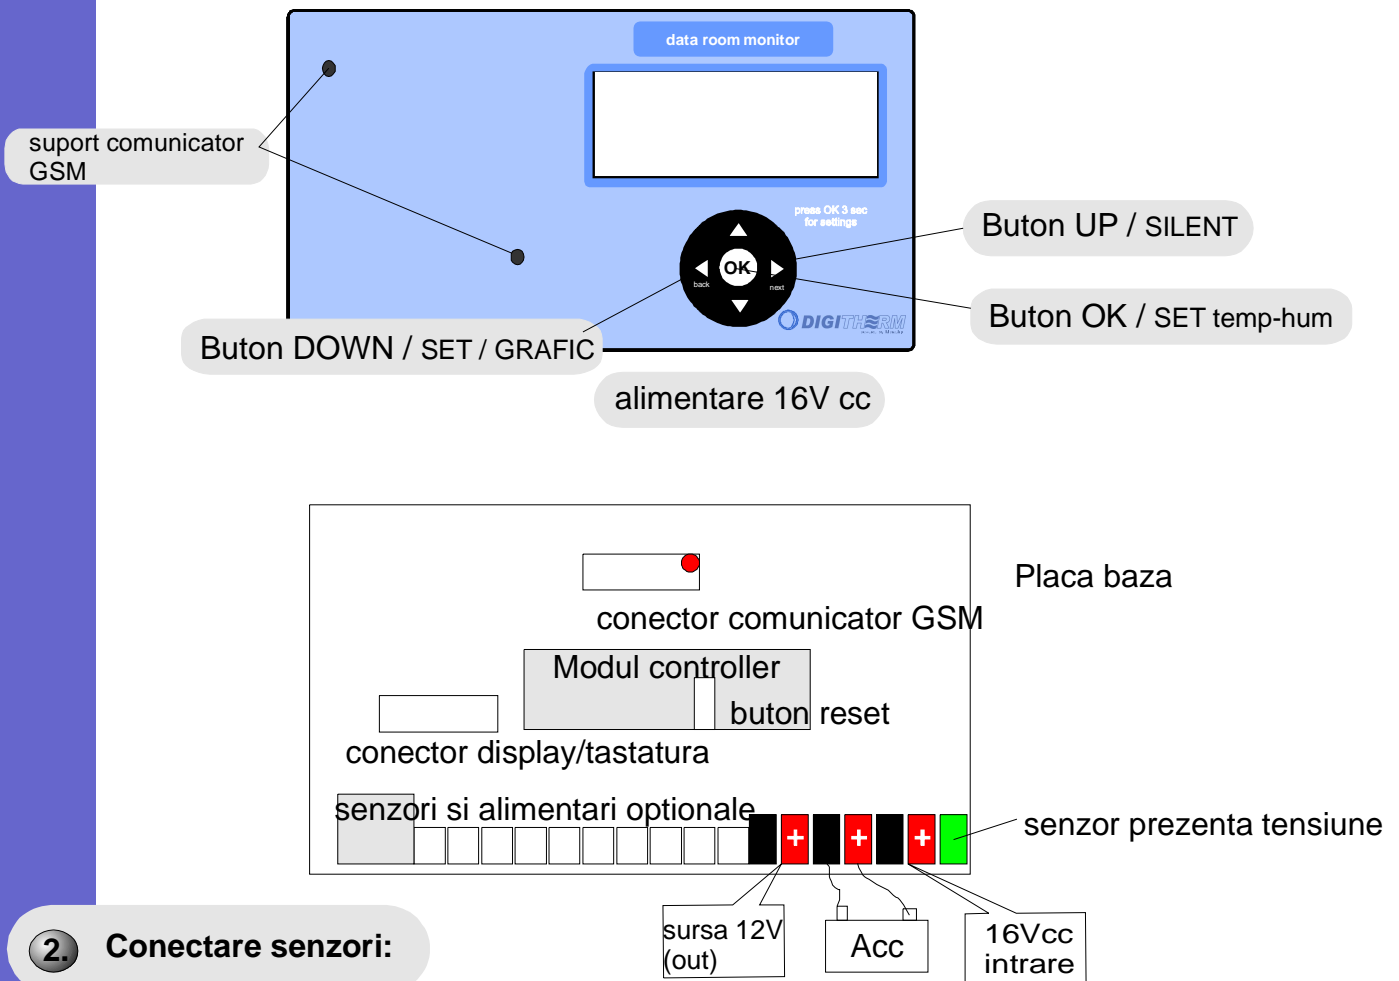 data room monitor
suport comunicator
GSM
press OK 3 sec
for settings
Buton UP / SILENT
OK
back
next
Buton OK / SET temp-hum
DIGITHERM
Buton DOWN / SET / GRAFIC
alimentare 16V cc
Placa baza
conector comunicator GSM
Modul controller
buton reset
conector display/tastatura
senzori si alimentari optionale
+ + +
senzor prezenta tensiune
sursa 12V
(out)
Acc
16Vcc
intrare
2. Conectare senzori: